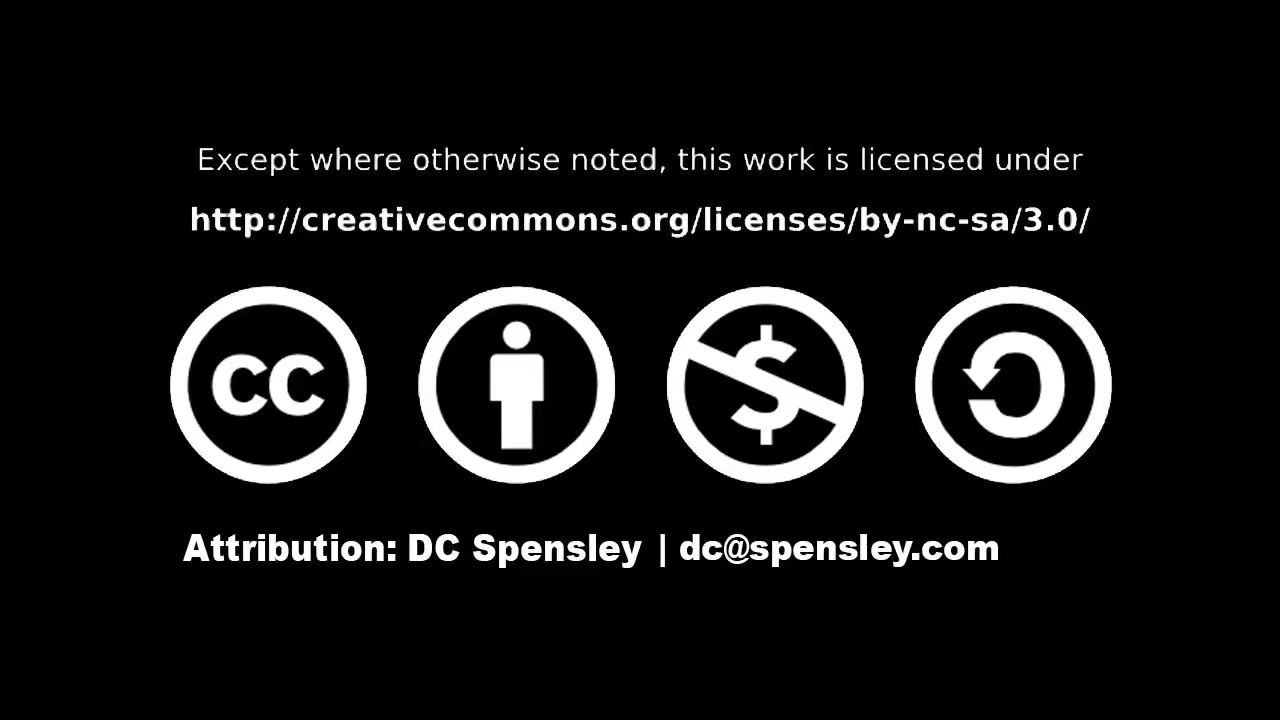 Except where otherwise noted, this work is licensed under
http://creativecommons.org/licenses/by-nc-sa/3.0/
cc
$
Attribution: DC Spensley | dc@spensley.com